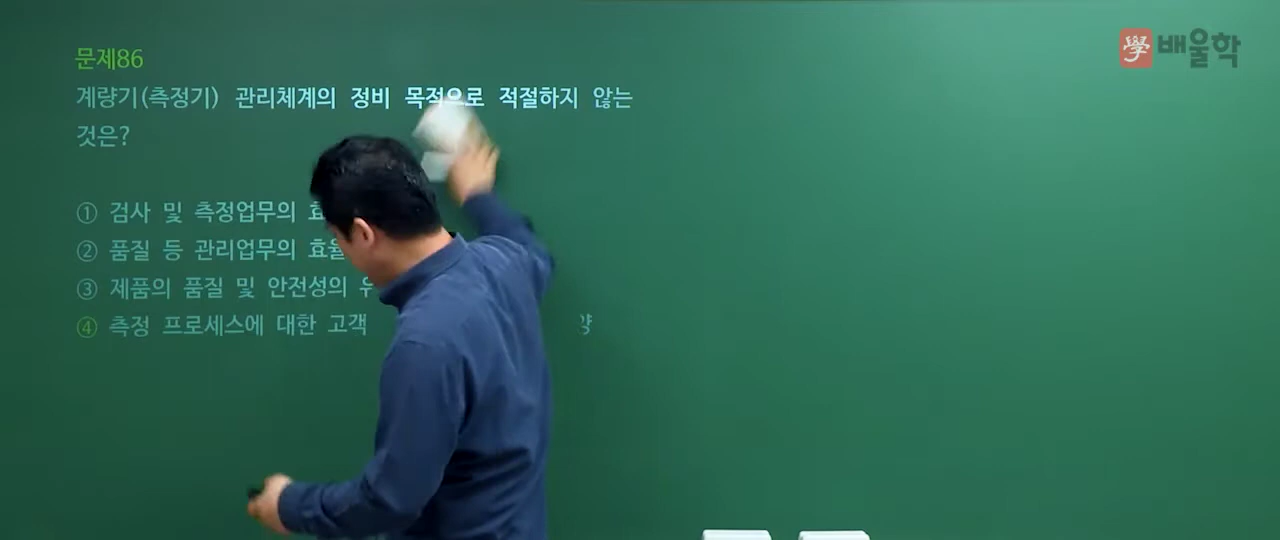 문제86
學 배울학
계량기(측정기) 관리체계의 정비 목적으로 적절하지 않는
것은?
① 검사 및 측정업무의
② 품질 등 관리업무의
③ 제품의 품질 및 안전성의
④ 측정 프로세스에 대한 고객